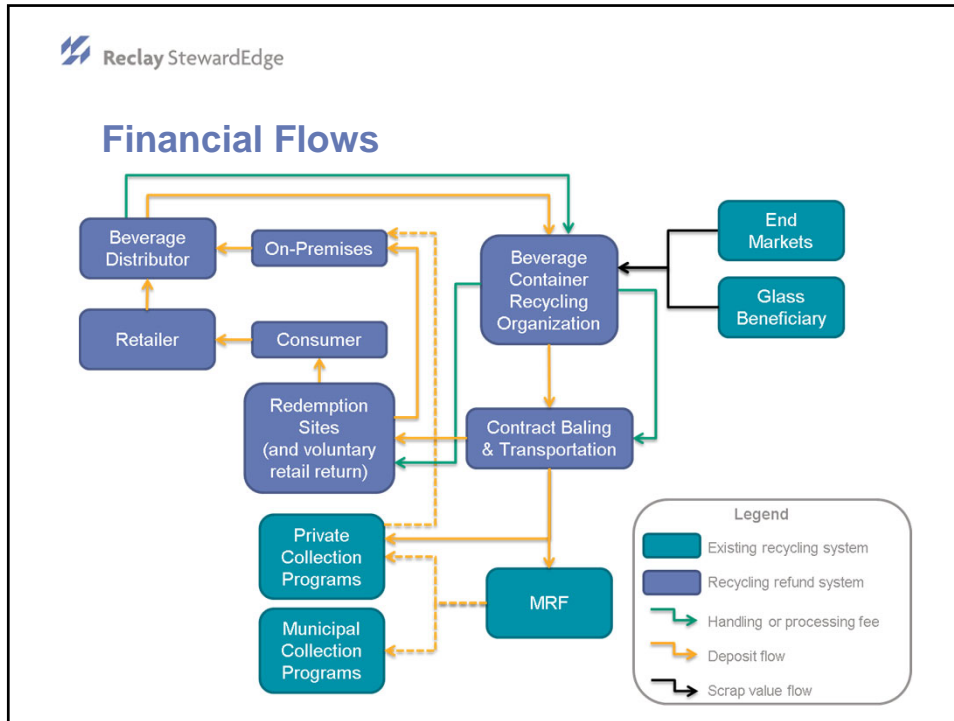 Reclay StewardEdge
Financial Flows
Beverage
Distributor
On-Premises
Beverage
Container
Recycling
Organization
End
Markets
Glass
Beneficiary
Retailer
Consumer
Redemption
Sites
(and voluntary
retail return)
Contract Baling
& Transportation
Private
Collection
Programs
MRF
Municipal
Collection
Programs
Legend
Existing recycling system
Recycling refund system
Handling or processing fee
Deposit flow
Scrap value flow